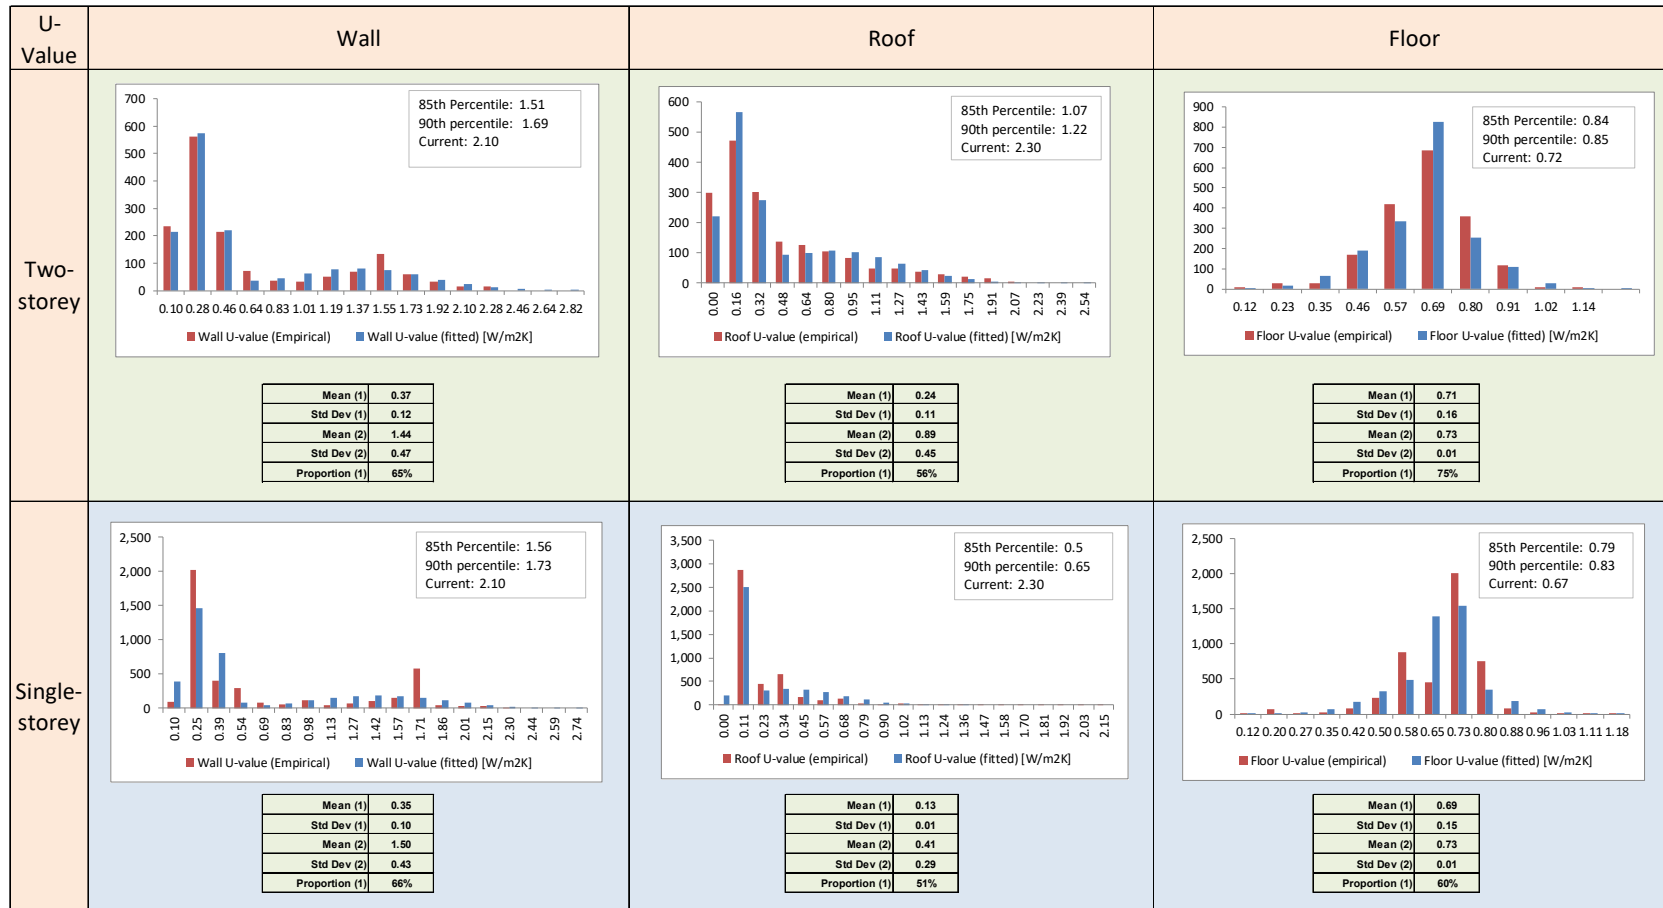 U-
Value
Wall
Roof
Floor
Two-
storey
700
600
500
400
300
200
100
0
85th Percentile: 1.51
90th percentile: 1.69
Current: 2.10
0.10 0.28 0.46 0.64 0.83 1.01 1.19 1.37 1.55 1.73 1.92 2.10 2.28 2.46 2.64 2.82
Wall U-value (Empirical) Wall U-value (fitted) [W/m2K]
Mean (1) 0.37
Std Dev (1) 0.12
Mean (2) 1.44
Std Dev (2) 0.47
Proportion (1) 65%
600
500
400
300
200
100
0
85th Percentile: 1.07
90th percentile: 1.22
Current: 2.30
0.00 0.16 0.32 0.48 0.64 0.80 0.95 1.11 1.27 1.43 1.59 1.75 1.91 2.07 2.23 2.39 2.54
Roof U-value (empirical) Roof U-value (fitted) [W/m2K]
Mean (1) 0.24
Std Dev (1) 0.11
Mean (2) 0.89
Std Dev (2) 0.45
Proportion (1) 56%
900
800
700
600
500
400
300
200
100
0
85th Percentile: 0.84
90th percentile: 0.85
Current: 0.72
0.12 0.23 0.35 0.46 0.57 0.69 0.80 0.91 1.02 1.14
Floor U-value (empirical) Floor U-value (fitted) [W/m2K]
Mean (1) 0.71
Std Dev (1) 0.16
Mean (2) 0.73
Std Dev (2) 0.01
Proportion (1) 75%
Single-
storey
2,500
2,000
1,500
1,000
500
0
85th Percentile: 1.56
90th percentile: 1.73
Current: 2.10
0.10 0.25 0.39 0.54 0.69 0.83 0.98 1.13 1.27 1.42 1.57 1.71 1.86 2.01 2.15 2.30 2.44 2.59 2.74
Wall U-value (Empirical) Wall U-value (fitted) [W/m2K]
Mean (1) 0.35
Std Dev (1) 0.10
Mean (2) 1.50
Std Dev (2) 0.43
Proportion (1) 66%
3,500
3,000
2,500
2,000
1,500
1,000
500
0
85th Percentile: 0.5
90th percentile: 0.65
Current: 2.30
0.00 0.11 0.23 0.34 0.45 0.57 0.68 0.79 0.90 1.02 1.13 1.24 1.36 1.47 1.58 1.70 1.81 1.92 2.03 2.15
Roof U-value (empirical) Roof U-value (fitted) [W/m2K]
Mean (1) 0.13
Std Dev (1) 0.01
Mean (2) 0.41
Std Dev (2) 0.29
Proportion (1) 51%
2,500
2,000
1,500
1,000
500
0
85th Percentile: 0.79
90th percentile: 0.83
Current: 0.67
0.12 0.20 0.27 0.35 0.42 0.50 0.58 0.65 0.73 0.80 0.88 0.96 1.03 1.11 1.18
Floor U-value (empirical) Floor U-value (fitted) [W/m2K]
Mean (1) 0.69
Std Dev (1) 0.15
Mean (2) 0.73
Std Dev (2) 0.01
Proportion (1) 60%